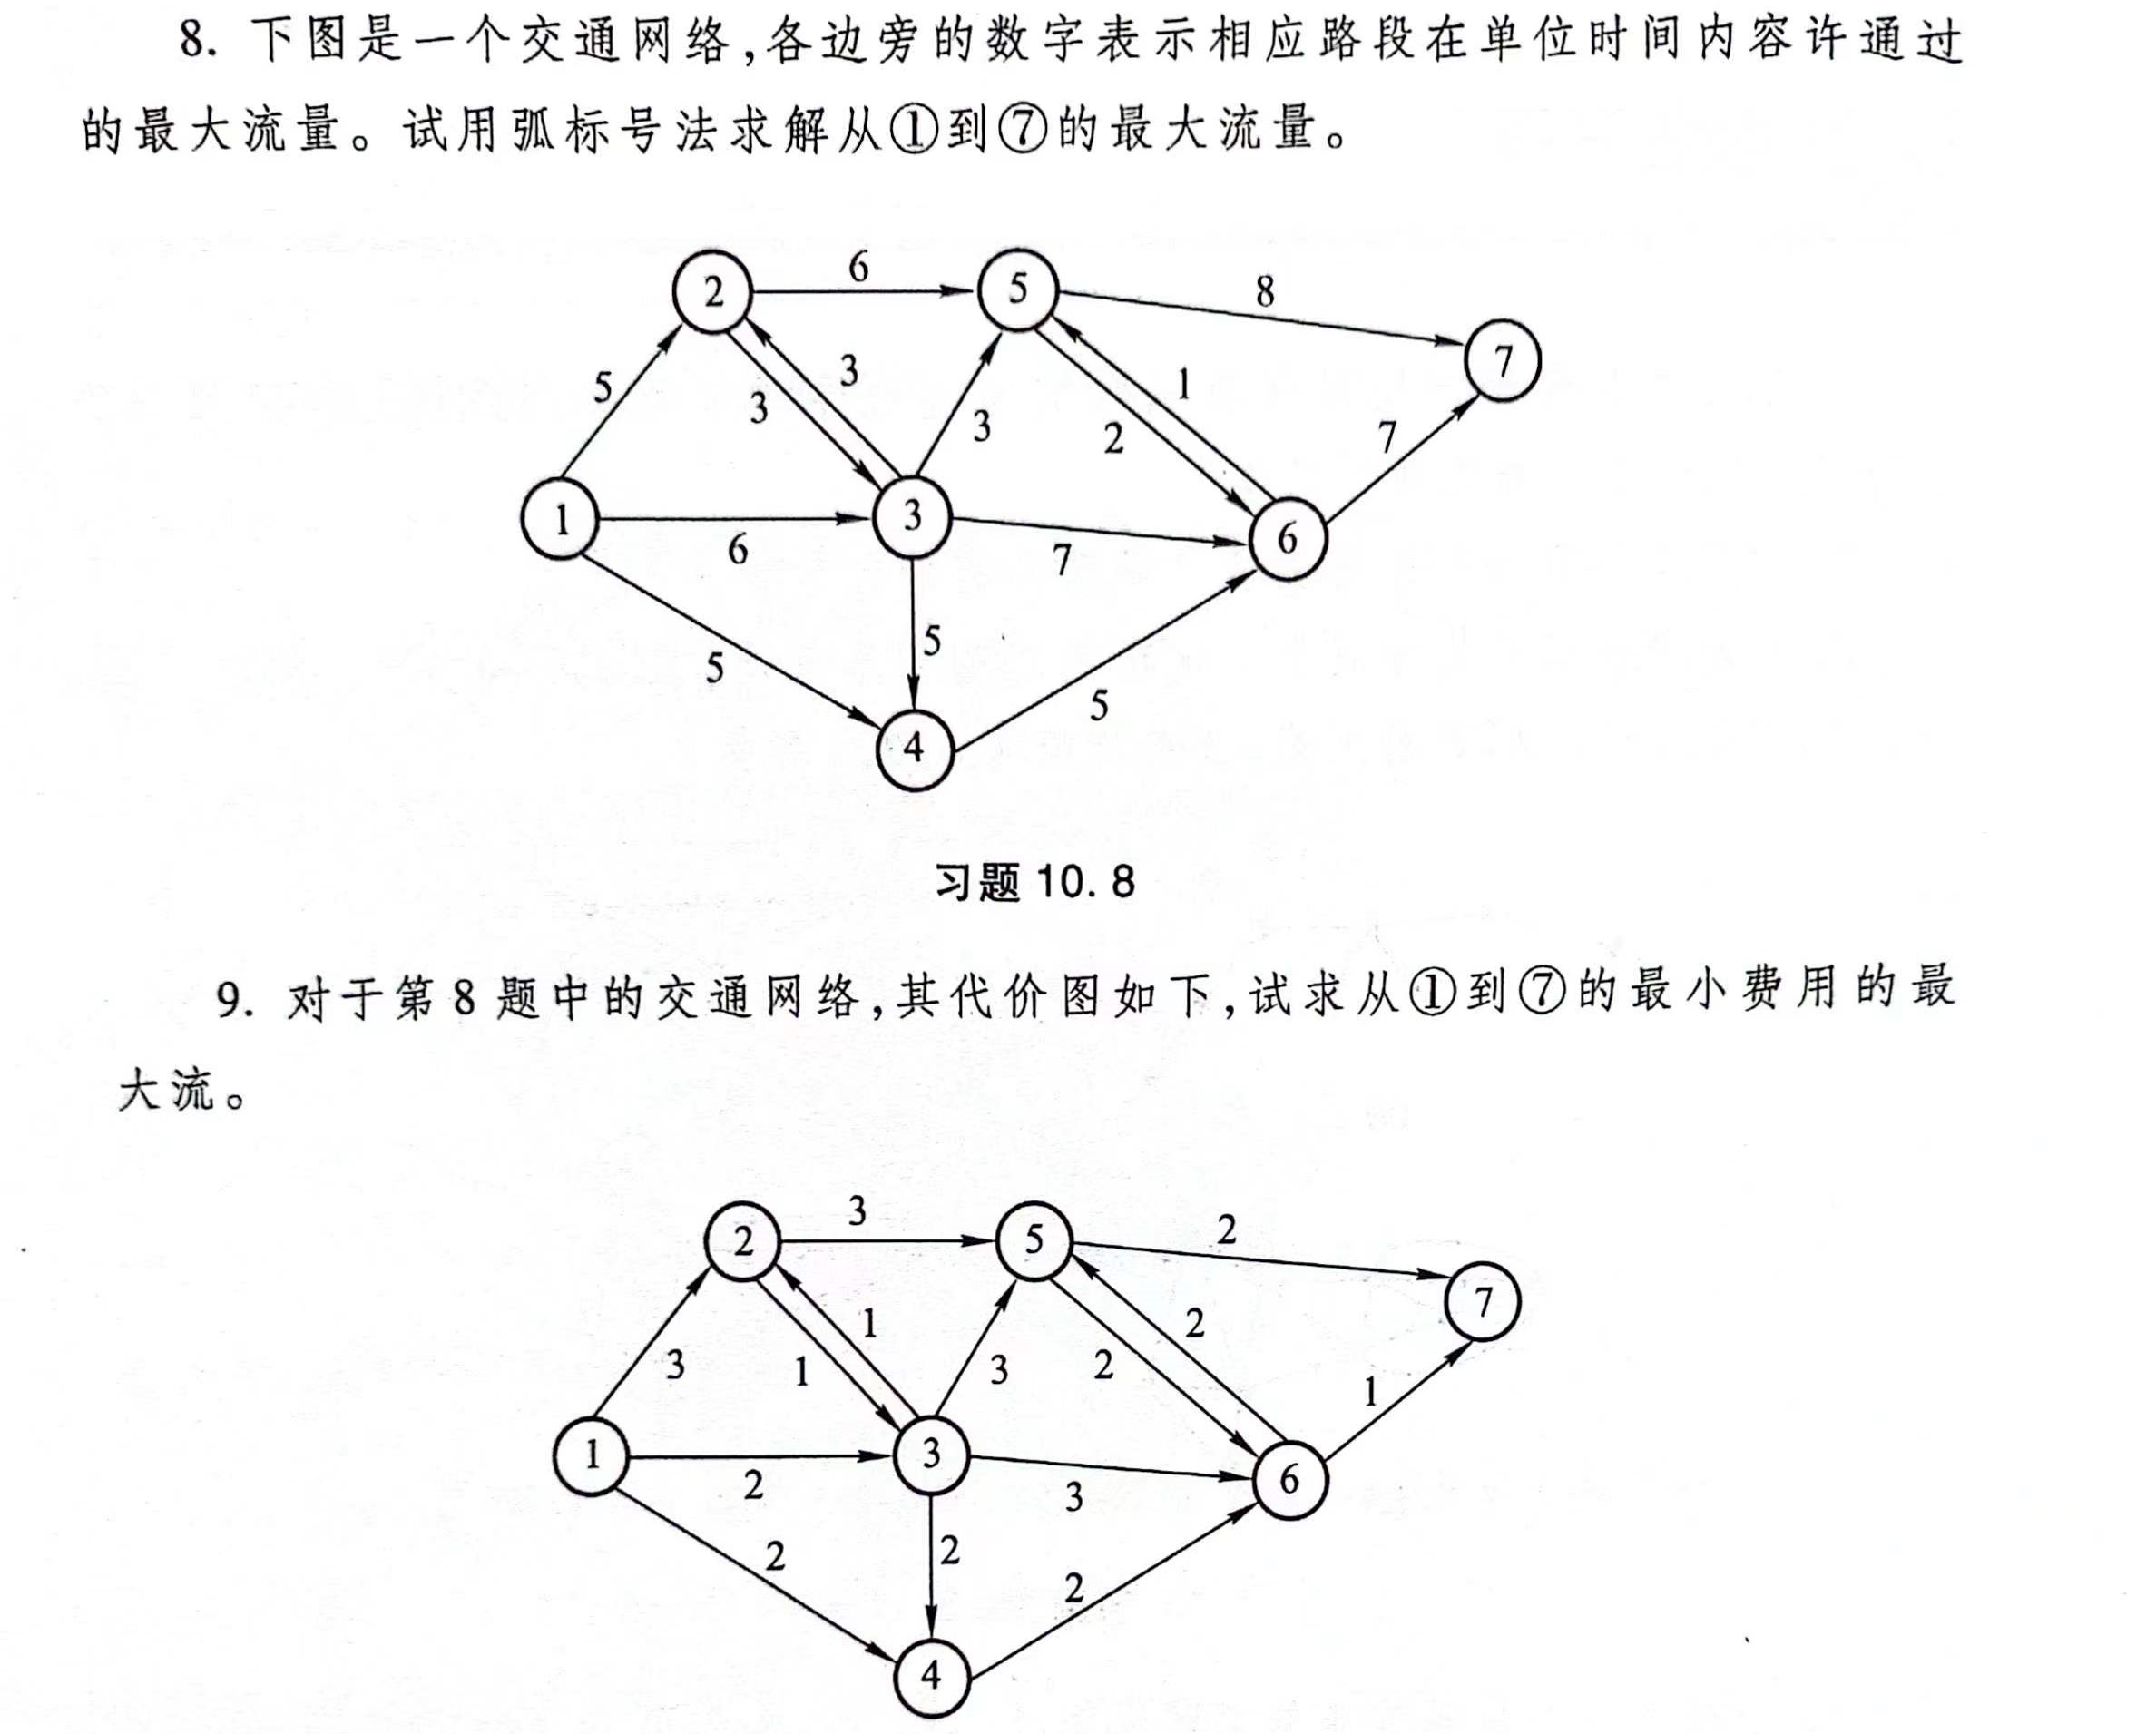 8. 下图是一个交通网络,各边旁的数字表示相应路段在单位时间内容许通过
的最大流量。试用弧标号法求解从①到⑦的最大流量。
2 6 5 8 7
5 3 3 3 1 2 7
1 6 3 7 6
5 5 5
4
习题 10.8
9. 对于第8题中的交通网络,其代价图如下,试求从①到⑦的最小费用的最
大流。
2 3 5 2 7
3 1 1 3 2 2 1
1 2 3 3 6
2 2 2
4